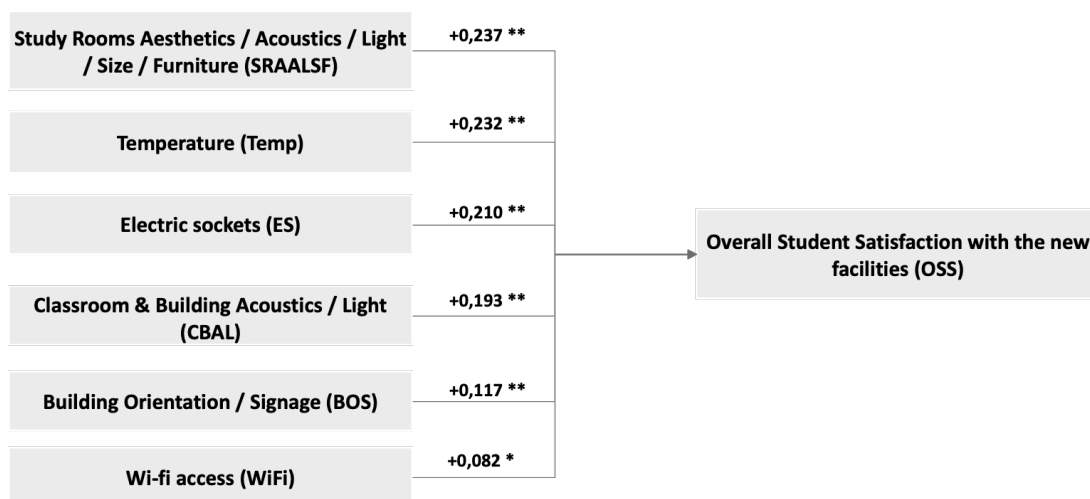 Study Rooms Aesthetics / Acoustics / Light
/ Size / Furniture (SRAALSF)
+0,237 **
Temperature (Temp)
+0,232 **
Electric sockets (ES)
+0,210 **
Overall Student Satisfaction with the new
facilities (OSS)
Classroom & Building Acoustics / Light
(CBAL)
+0,193 **
Building Orientation / Signage (BOS)
+0,117 **
Wi-fi access (WiFi)
+0,082 *